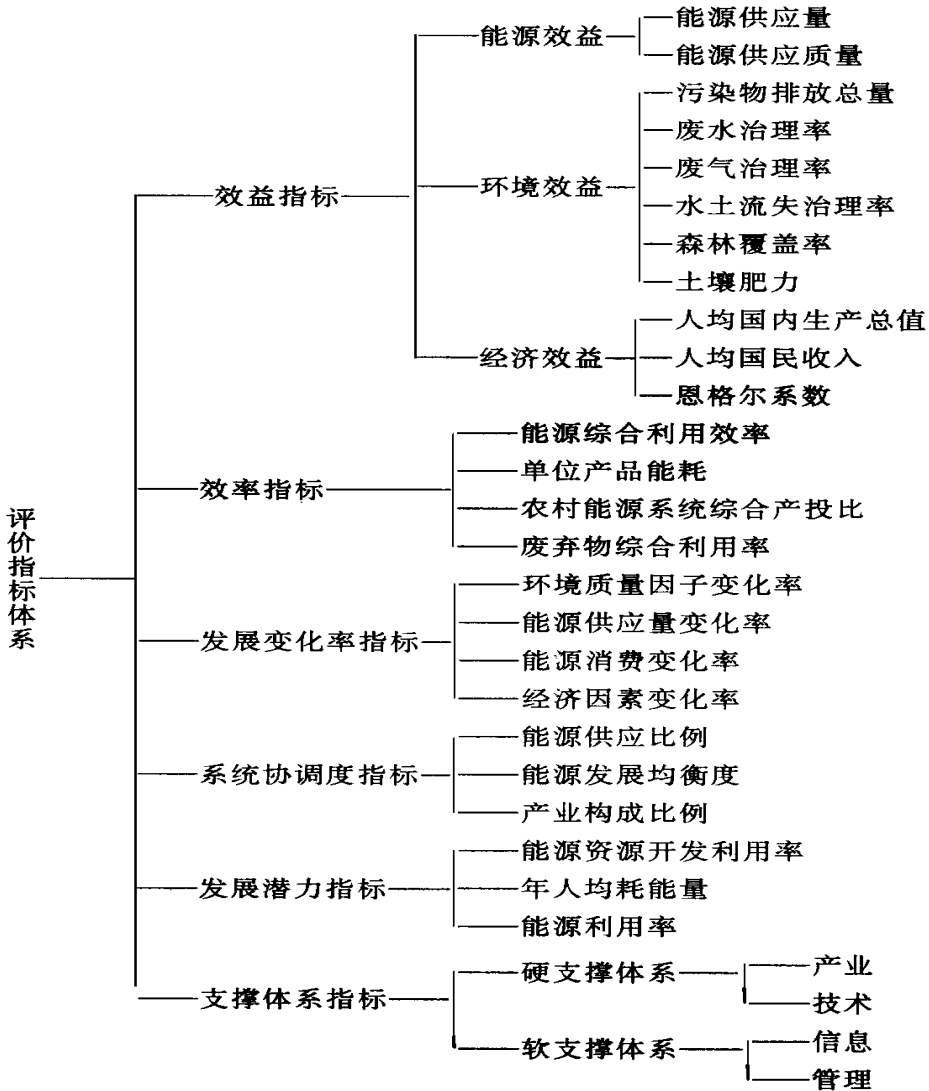 评价指标体系
效益指标
能源效益
能源供应量
能源供应质量
环境效益
污染物排放总量
废水治理率
废气治理率
水土流失治理率
森林覆盖率
土壤肥力
经济效益
人均国内生产总值
人均国民收入
恩格尔系数
效率指标
能源综合利用效率
单位产品能耗
农村能源系统综合产投比
废弃物综合利用率
发展变化率指标
环境质量因子变化率
能源供应量变化率
能源消费变化率
经济因素变化率
系统协调度指标
能源供应比例
能源发展均衡度
产业构成比例
发展潜力指标
能源资源开发利用率
年人均耗能量
能源利用率
支撑体系指标
硬支撑体系
产业
技术
软支撑体系
信息
管理